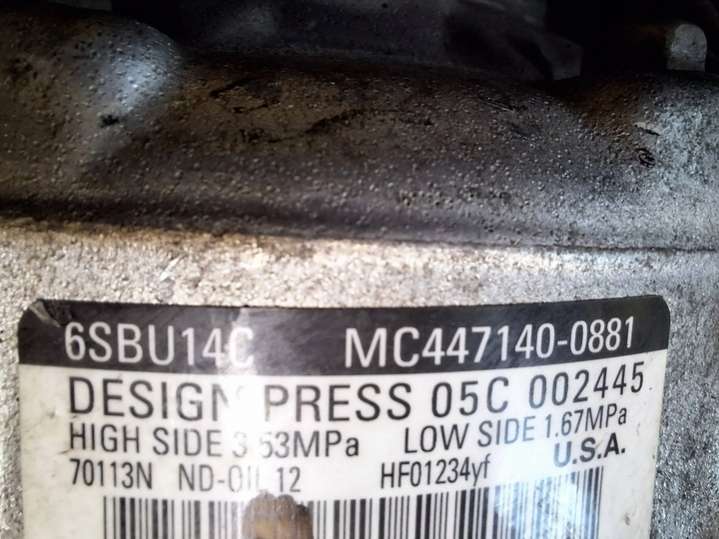 6SBU14C MC447140-0881
DESIGN PRESS 05C 002445
HIGH SIDE 3.53MPa LOW SIDE 1.67MPa
70113N ND-OIL 12 HF01234yf U.S.A.